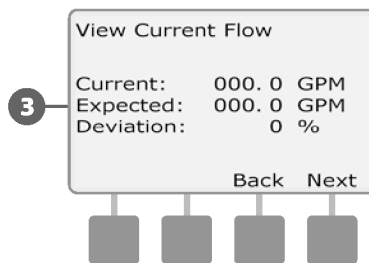 View Current Flow
Current: 000. 0 GPM
3 Expected: 000. 0 GPM
Deviation: 0 %
Back Next